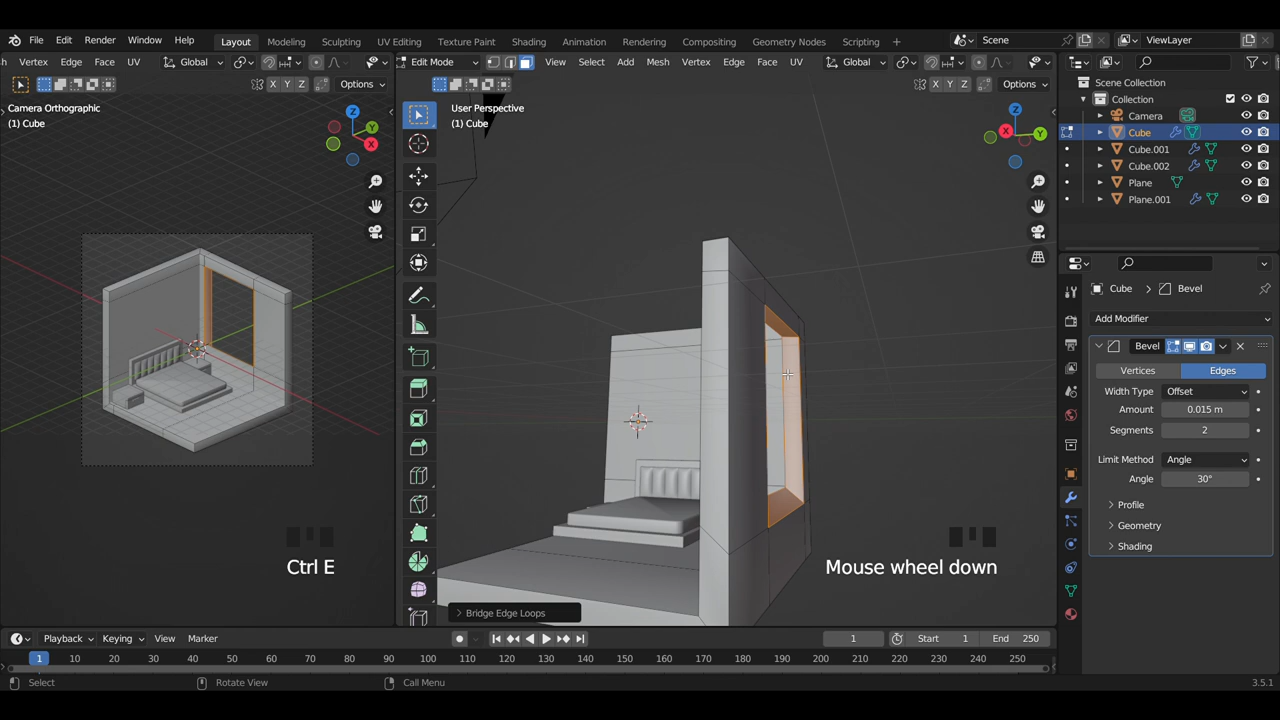 File Edit Render Window Help Layout Modeling Sculpting UV Editing Texture Paint Shading Animation Rendering Compositing Geometry Nodes Scripting + Scene ViewLayer
Vertex Edge Face UV Global Edit Mode View Select Add Mesh Vertex Edge Face UV Global
X Y Z Options X Y Z Options
Camera Orthographic
(1) Cube
Z
Y
X
User Perspective
(1) Cube
Z
X
Y
Scene Collection
Collection
Camera
Cube
Cube.001
Cube.002
Plane
Plane.001
Cube > Bevel
Add Modifier
Bevel
Vertices Edges
Width Type Offset
Amount 0.015 m
Segments 2
Limit Method Angle
Angle 30°
Profile
Geometry
Shading
Ctrl E
Mouse wheel down
Bridge Edge Loops
Playback Keying View Marker 1 Start 1 End 250
1 10 20 30 40 50 60 70 80 90 100 110 120 130 140 150 160 170 180 190 200 210 220 230 240 250
Select Rotate View Call Menu 3.5.1